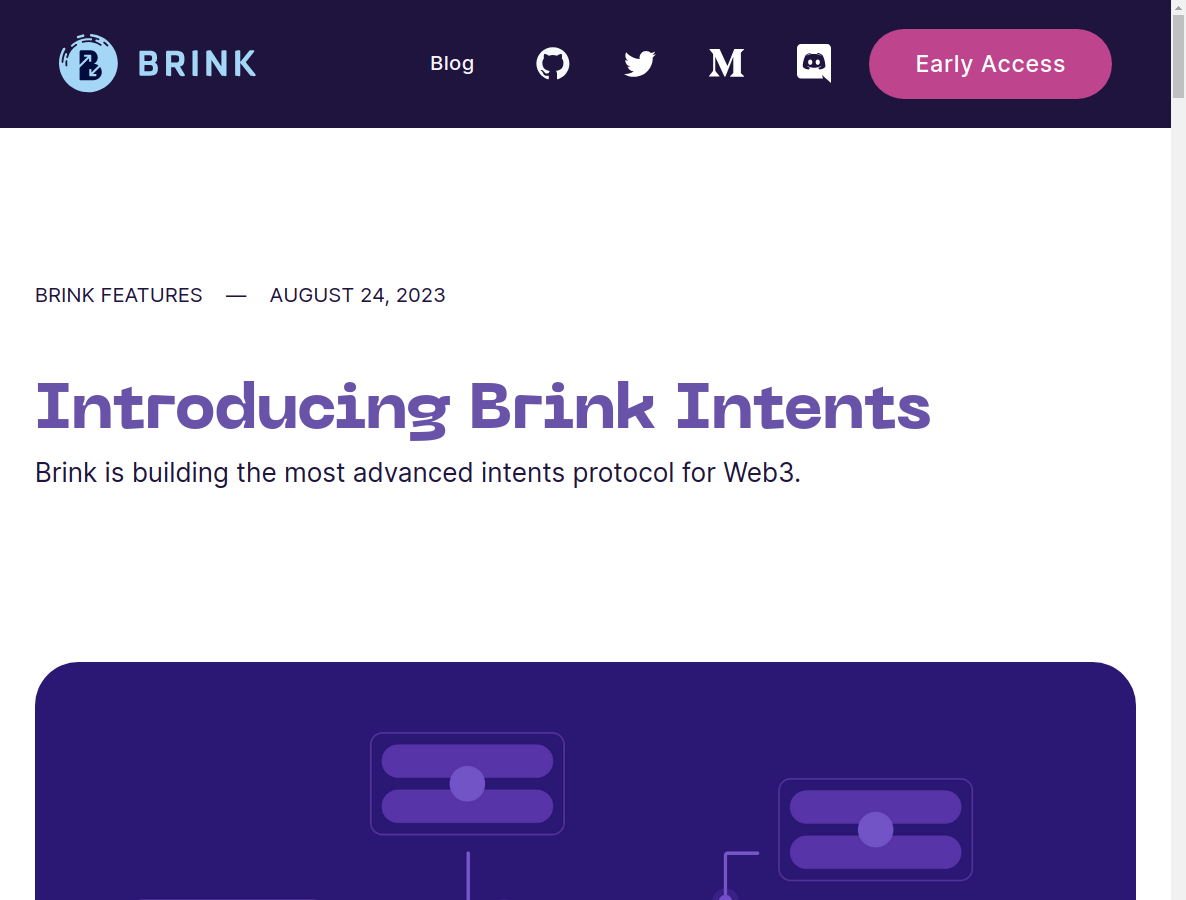 BRINK
Blog
Early Access
BRINK FEATURES — AUGUST 24, 2023
Introducing Brink Intents
Brink is building the most advanced intents protocol for Web3.